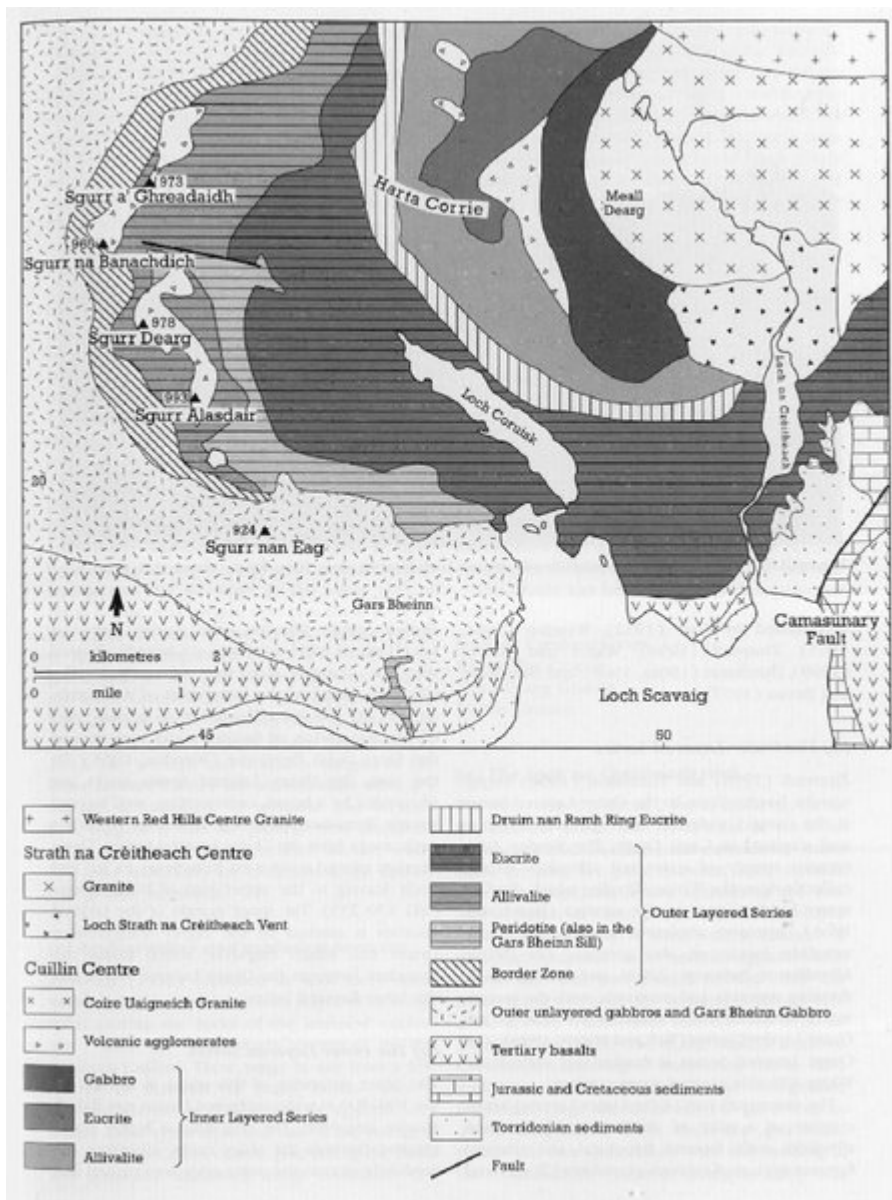 973
Sgurr a' Ghreadaidh
Harta Corrie
Meall
Dearg
965
Sgurr na Banachdich
978
Sgurr Dearg
993
Sgurr Alasdair
Loch Coruisk
Loch na Crèitheach
20
924
Sgurr nan Eag
Gars Bheinn
N
0 kilometres 2
0 mile 1
Camasunary
Fault
Loch Scavaig
45
50
Western Red Hills Centre Granite
Strath na Crèitheach Centre
Granite
Loch Strath na Crèitheach Vent
Cuillin Centre
Coire Uaigneich Granite
Volcanic agglomerates
Gabbro
Eucrite
Inner Layered Series
Allivalite
Druim nan Ramh Ring Eucrite
Eucrite
Allivalite
Outer Layered Series
Peridotite (also in the
Gars Bheinn Sill)
Border Zone
Outer unlayered gabbros and Gars Bheinn Gabbro
Tertiary basalts
Jurassic and Cretaceous sediments
Torridonian sediments
Fault